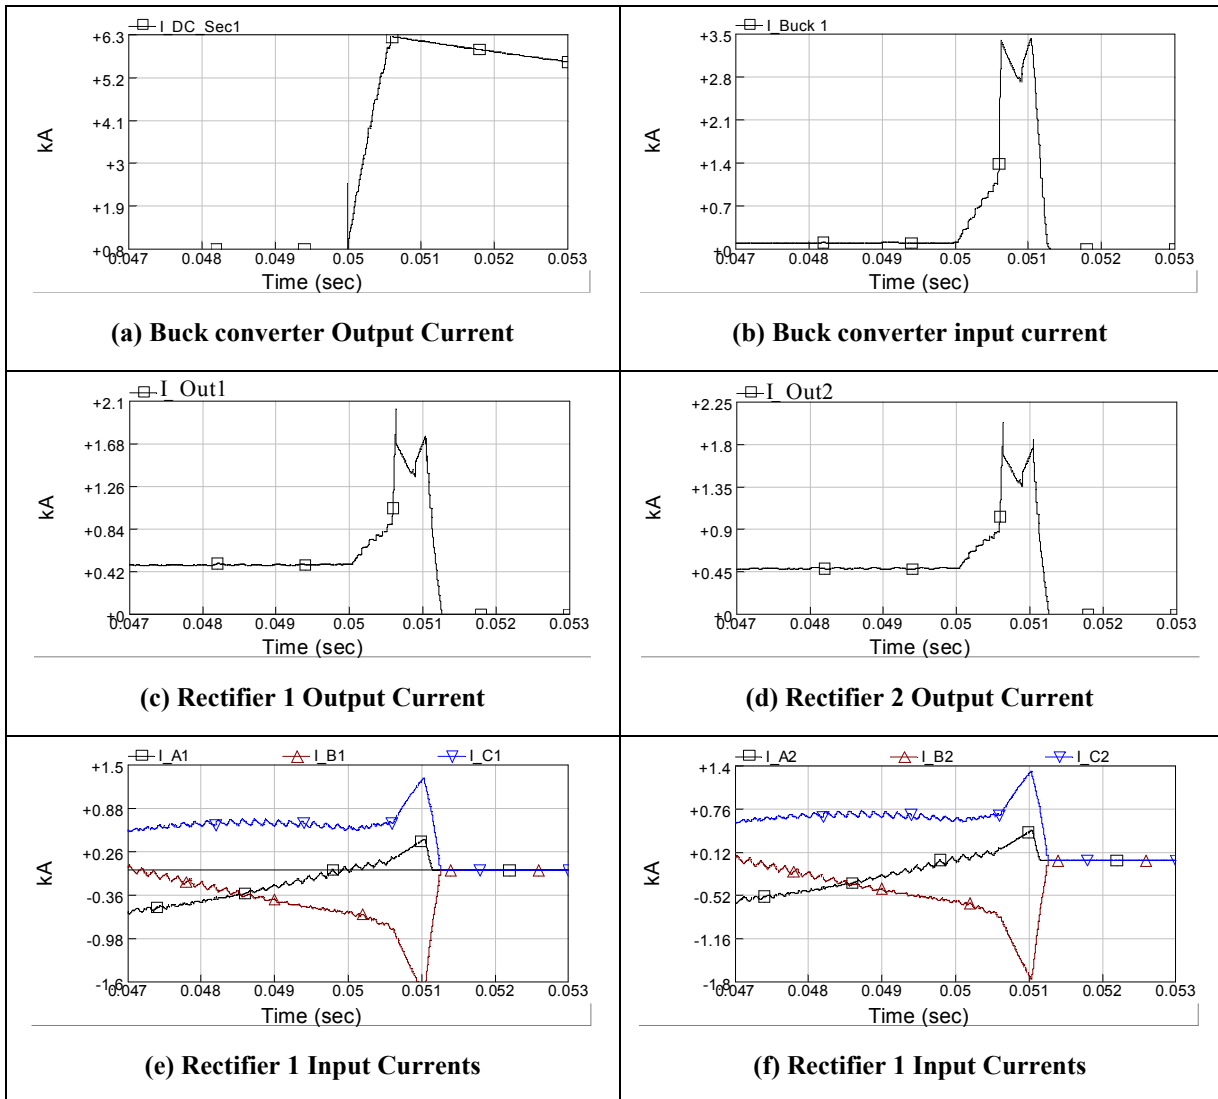 I_DC_Sec1
+6.3
+5.2
+4.1
+3
+1.9
+0.8
kA
0.047 0.048 0.049 0.05 0.051 0.052 0.053
Time (sec)
(a) Buck converter Output Current
I_Buck 1
+3.5
+2.8
+2.1
+1.4
+0.7
+0
kA
0.047 0.048 0.049 0.05 0.051 0.052 0.053
Time (sec)
(b) Buck converter input current
I_Out1
+2.1
+1.68
+1.26
+0.84
+0.42
+0
kA
0.047 0.048 0.049 0.05 0.051 0.052 0.053
Time (sec)
(c) Rectifier 1 Output Current
I_Out2
+2.25
+1.8
+1.35
+0.9
+0.45
+0
kA
0.047 0.048 0.049 0.05 0.051 0.052 0.053
Time (sec)
(d) Rectifier 2 Output Current
I_A1 I_B1 I_C1
+1.5
+0.88
+0.26
-0.36
-0.98
-1.6
kA
0.047 0.048 0.049 0.05 0.051 0.052 0.053
Time (sec)
(e) Rectifier 1 Input Currents
I_A2 I_B2 I_C2
+1.4
+0.76
+0.12
-0.52
-1.16
-1.8
kA
0.047 0.048 0.049 0.05 0.051 0.052 0.053
Time (sec)
(f) Rectifier 1 Input Currents